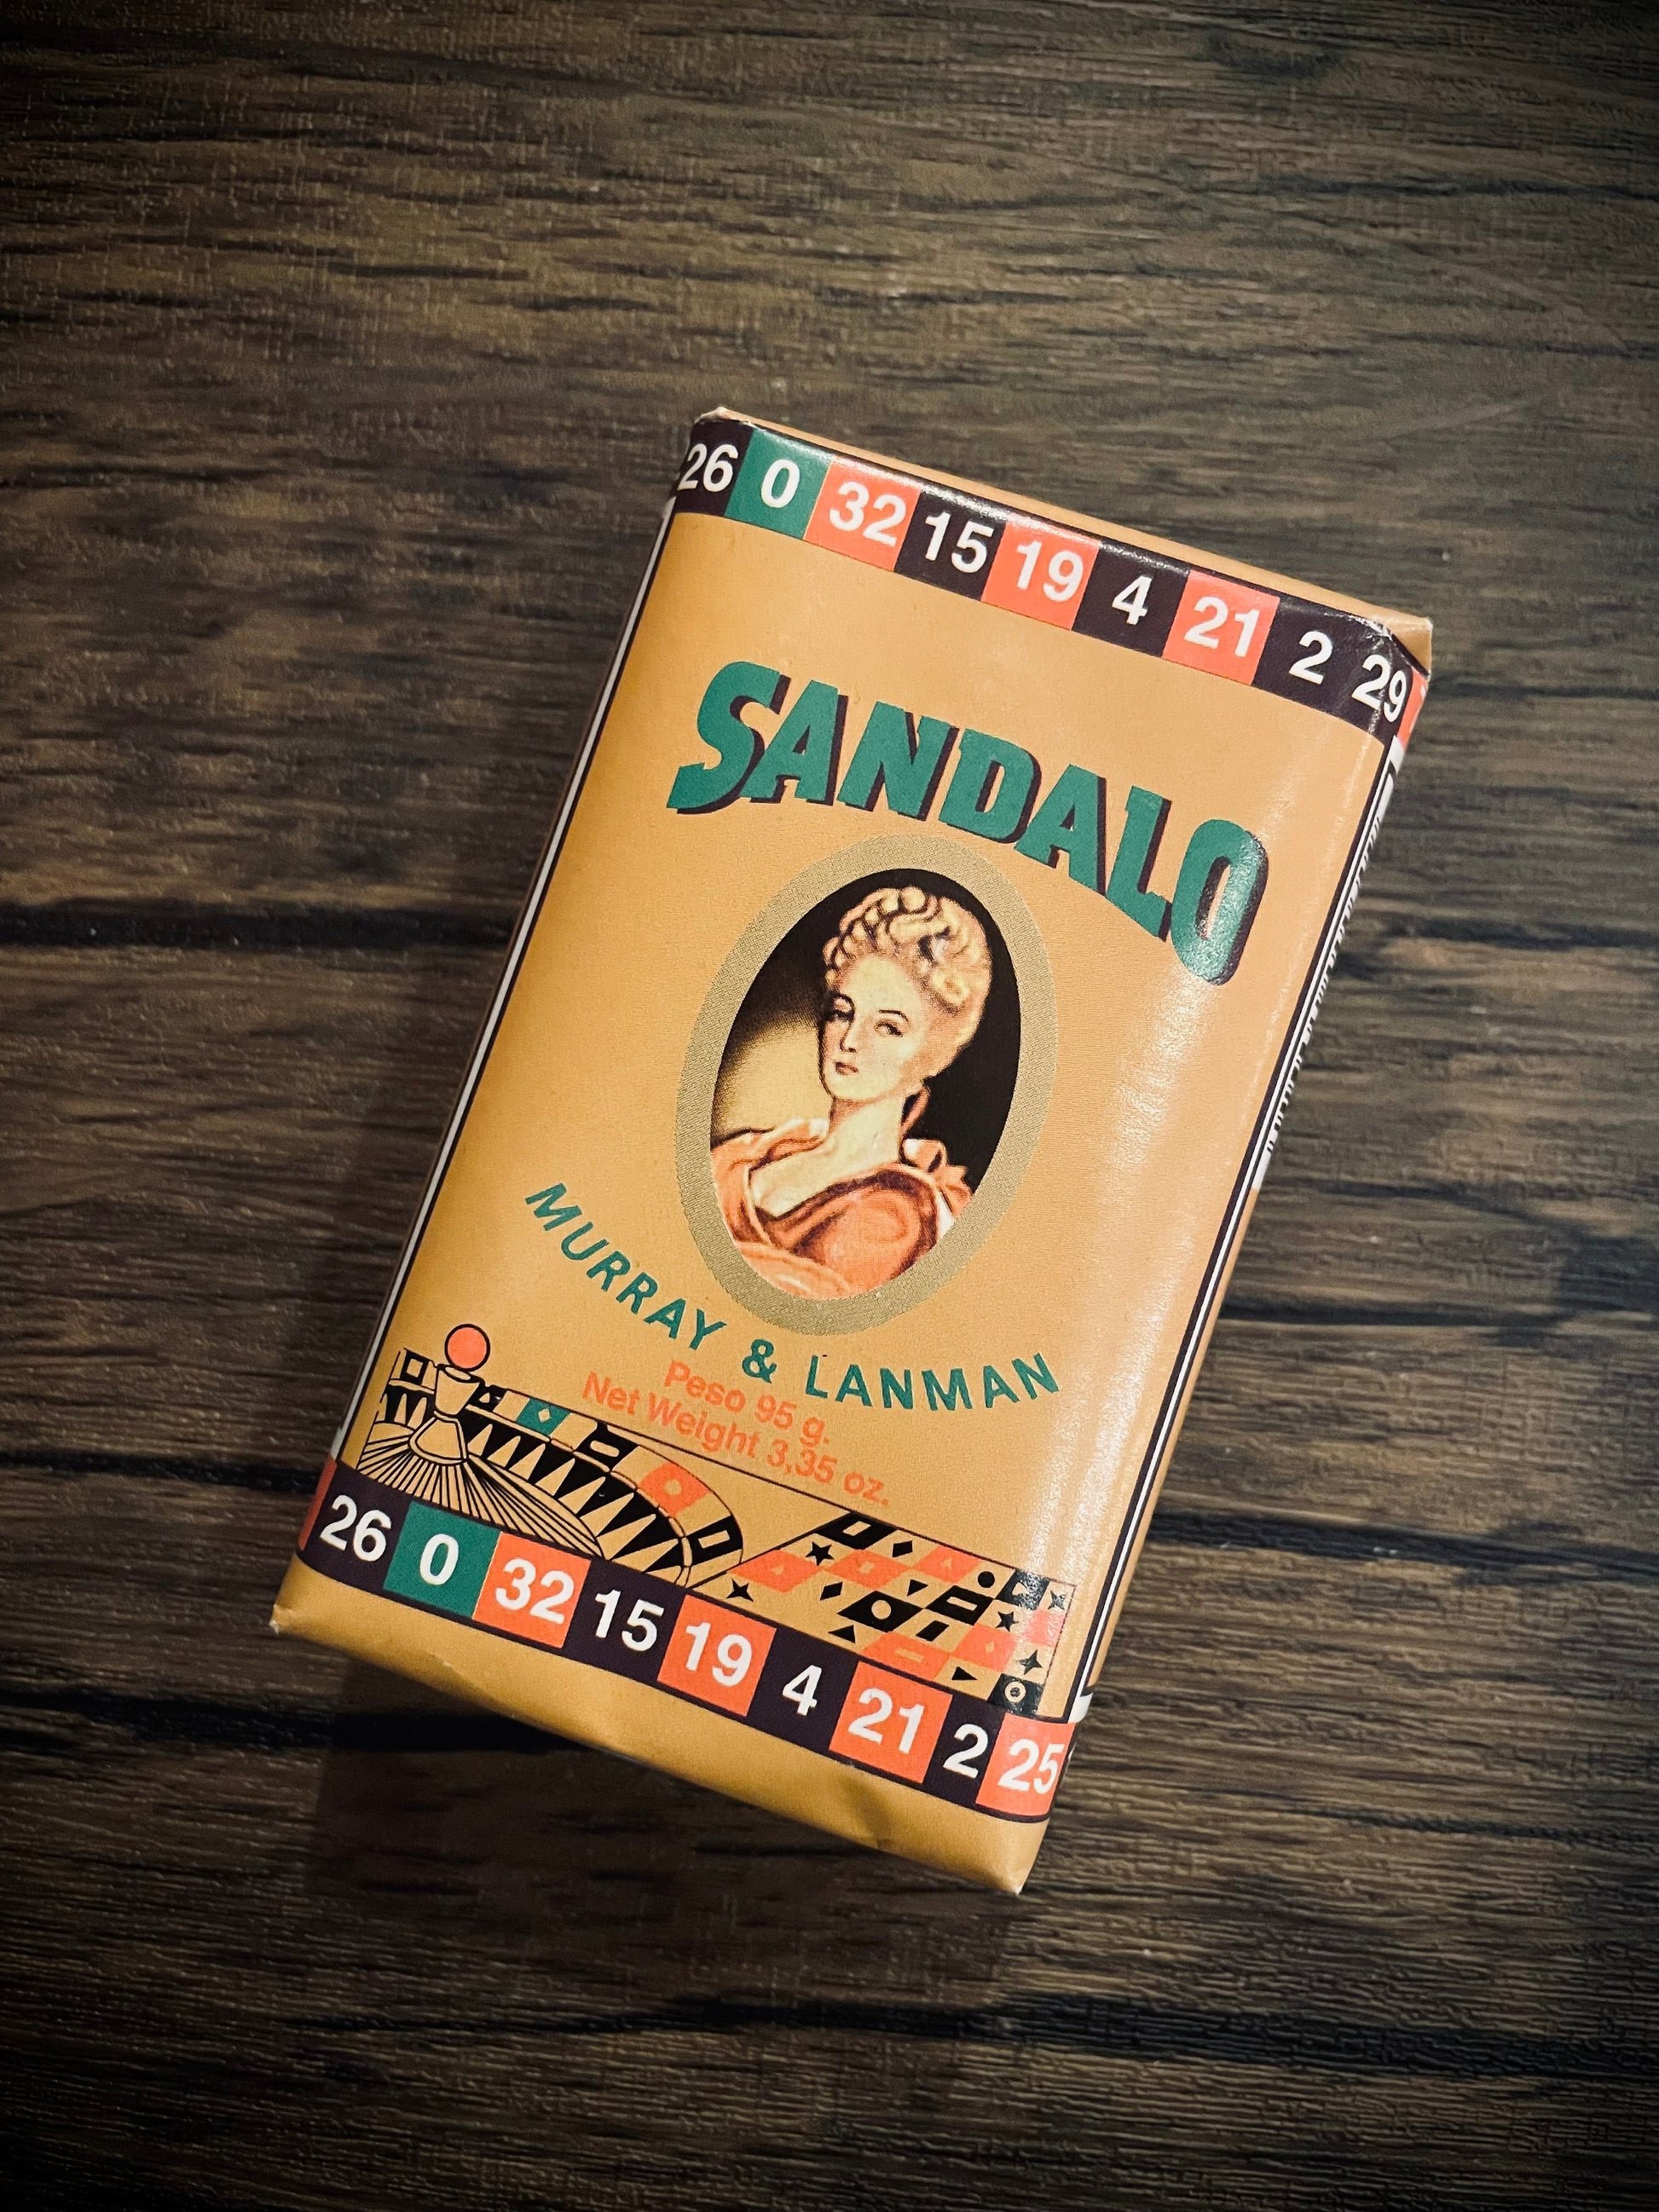 26 0 32 15 19 4 21 2 29
SANDALO
MURRAY & LANMAN
Peso 95 g.
Net Weight 3,35 oz.
26 0 32 15 19 4 21 2 25